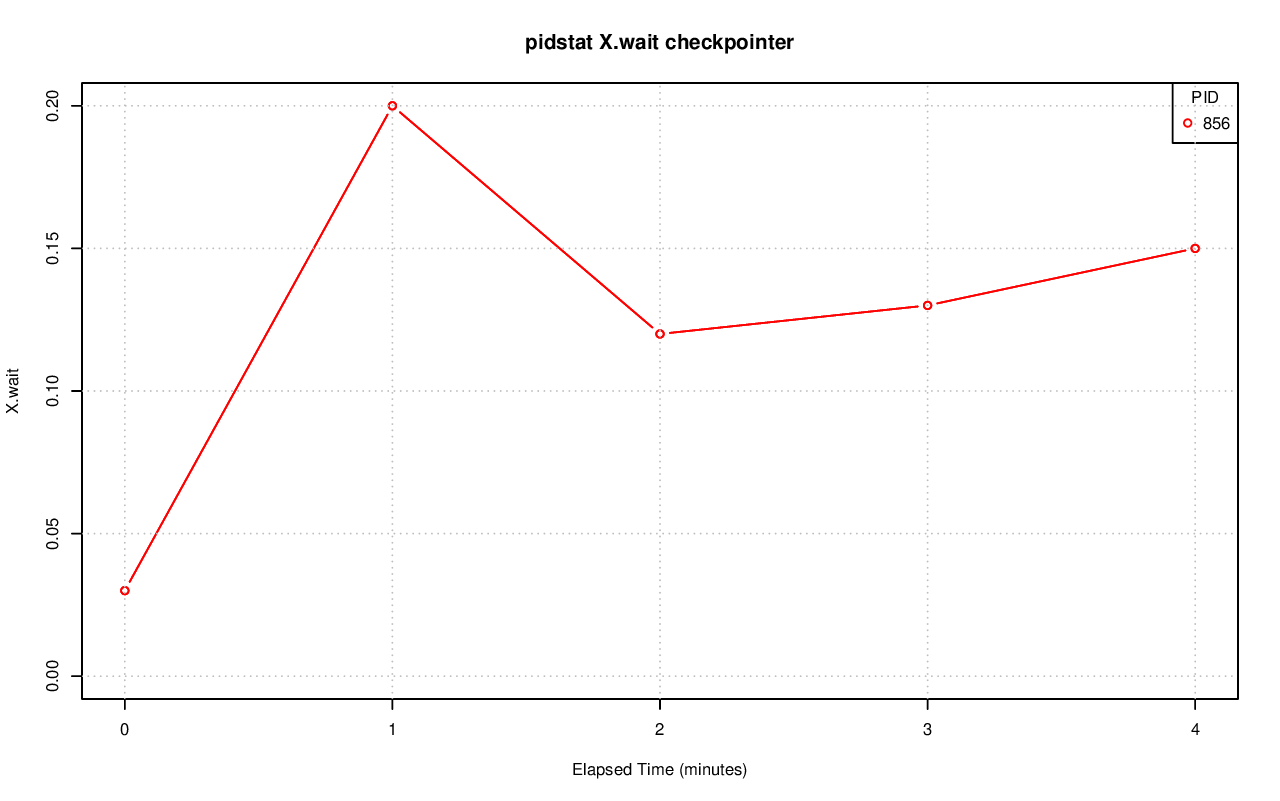 pidstat X.wait checkpointer
PID
856
X.wait
0.20
0.15
0.10
0.05
0.00
0 1 2 3 4
Elapsed Time (minutes)